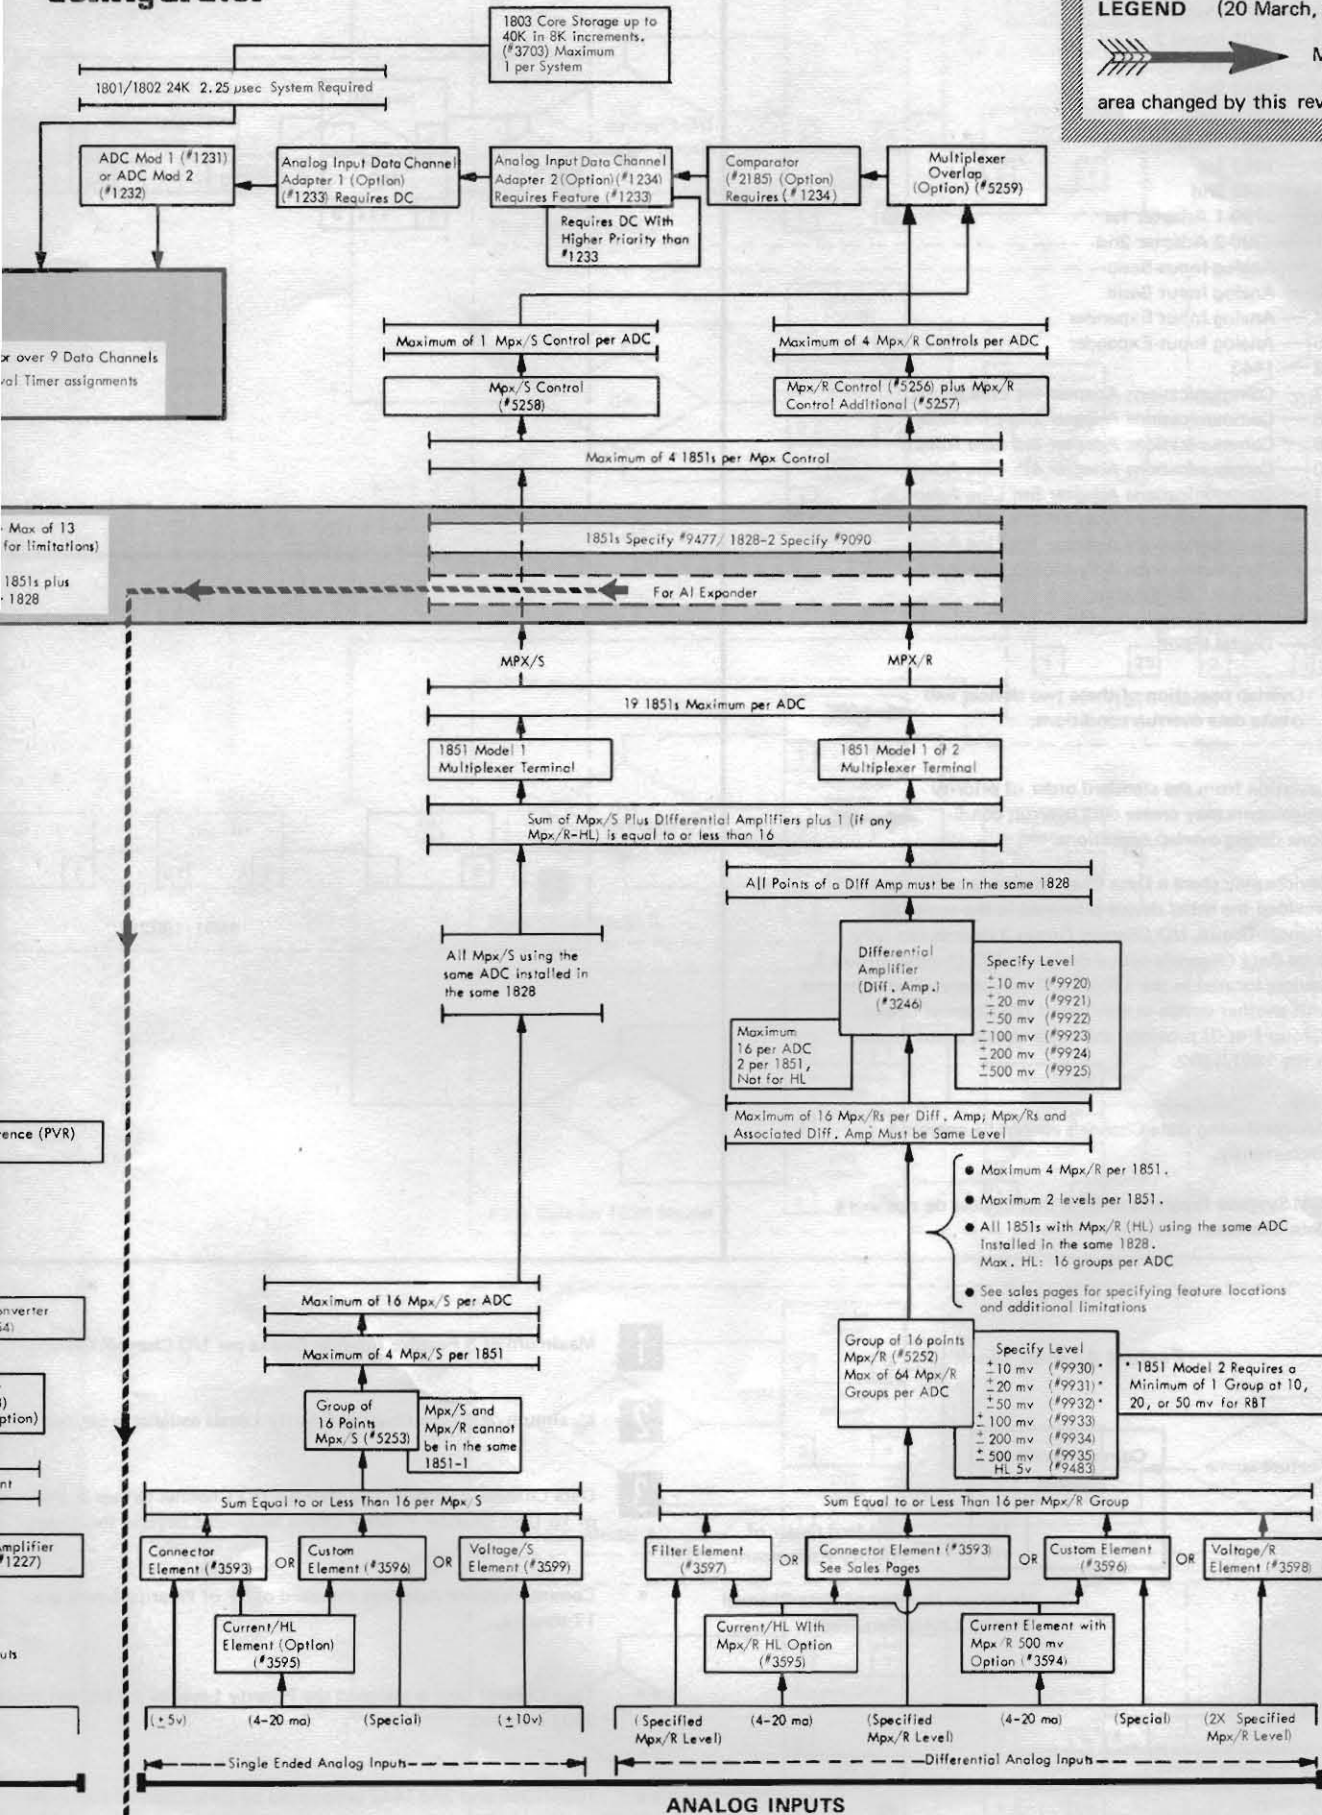 1803 Core Storage up to
40K in 8K increments.
(#3703) Maximum
1 per System
LEGEND (20 March,
area changed by this rev
1801/1802 24K 2.25 µsec System Required
ADC Mod 1 (#1231)
or ADC Mod 2
(#1232)
Analog Input Data Channel
Adapter 1 (Option)
(#1233) Requires DC
Analog Input Data Channel
Adapter 2 (Option) (#1234)
Requires Feature (#1233)
Requires DC With
Higher Priority than
#1233
Comparator
(#2185) (Option)
Requires (#1234)
Multiplexer
Overlap
(Option) (#5259)
or over 9 Data Channels
val Timer assignments
Maximum of 1 Mpx/S Control per ADC
Maximum of 4 Mpx/R Controls per ADC
Mpx/S Control
(#5258)
Mpx/R Control (#5256) plus Mpx/R
Control Additional (#5257)
Maximum of 4 1851s per Mpx Control
Max of 13
for limitations)
1851s plus
1828
1851s Specify #9477/ 1828-2 Specify #9090
For AI Expander
MPX/S
MPX/R
19 1851s Maximum per ADC
1851 Model 1
Multiplexer Terminal
1851 Model 1 of 2
Multiplexer Terminal
Sum of Mpx/S Plus Differential Amplifiers plus 1 (if any
Mpx/R-HL) is equal to or less than 16
All Points of a Diff Amp must be in the same 1828
All Mpx/S using the
same ADC installed in
the same 1828
Differential
Amplifier
(Diff. Amp.)
(#3246)
Specify Level
±10 mv (#9920)
±20 mv (#9921)
±50 mv (#9922)
±100 mv (#9923)
±200 mv (#9924)
±500 mv (#9925)
Maximum
16 per ADC
2 per 1851,
Not for HL
Maximum of 16 Mpx/Rs per Diff. Amp; Mpx/Rs and
Associated Diff. Amp Must be Same Level
rence (PVR)
● Maximum 4 Mpx/R per 1851.
● Maximum 2 levels per 1851.
● All 1851s with Mpx/R (HL) using the same ADC
Installed in the same 1828.
Max. HL: 16 groups per ADC
● See sales pages for specifying feature locations
and additional limitations
Maximum of 16 Mpx/S per ADC
Maximum of 4 Mpx/S per 1851
onverter
54)
Group of 16 points
Mpx/R (#5252)
Max of 64 Mpx/R
Groups per ADC
Specify Level
±10 mv (#9930)*
±20 mv (#9931)*
±50 mv (#9932)*
±100 mv (#9933)
±200 mv (#9934)
±500 mv (#9935)
HL 5v (#9483)
* 1851 Model 2 Requires a
Minimum of 1 Group at 10,
20, or 50 mv for RBT
Group of
16 Points
Mpx/S (#5253)
Mpx/S and
Mpx/R cannot
be in the same
1851-1
ption)
nt
Sum Equal to or Less Than 16 per Mpx/S
Sum Equal to or Less Than 16 per Mpx/R Group
mplifier
#1227)
Connector
Element (#3593)
OR
Custom
Element (#3596)
OR
Voltage/S
Element (#3599)
Filter Element
(#3597)
OR
Connector Element (#3593)
See Sales Pages
OR
Custom Element
(#3596)
OR
Voltage/R
Element (#3598)
Current/HL
Element (Option)
(#3595)
Current/HL With
Mpx/R HL Option
(#3595)
Current Element with
Mpx/R 500 mv
Option (#3594)
uts
(±5v)
(4-20 ma)
(Special)
(±10v)
(Specified
Mpx/R Level)
(4-20 ma)
(Specified
Mpx/R Level)
(4-20 ma)
(Special)
(2X Specified
Mpx/R Level)
Single Ended Analog Inputs
Differential Analog Inputs
ANALOG INPUTS